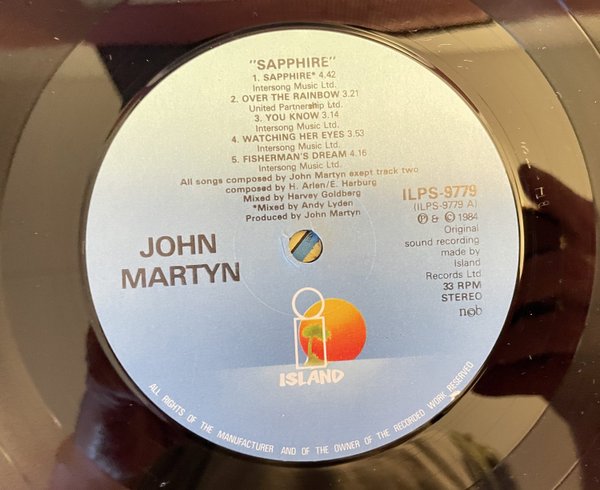 "SAPPHIRE"
1. SAPPHIRE* 4.42
Intersong Music Ltd.
2. OVER THE RAINBOW 3.21
United Partnership Ltd.
3. YOU KNOW 3.14
Intersong Music Ltd.
4. WATCHING HER EYES 3.53
Intersong Music Ltd.
5. FISHERMAN'S DREAM 4.16
Intersong Music Ltd.
All songs composed by John Martyn exept track two
composed by H. Arlen/E. Harburg
Mixed by Harvey Goldberg
*Mixed by Andy Lyden
Produced by John Martyn
ILPS-9779
(ILPS-9779 A)
℗ & © 1984
Original
sound recording
made by
Island
Records Ltd
33 RPM
STEREO
n©b
JOHN
MARTYN
ISLAND
ALL RIGHTS OF THE MANUFACTURER AND OF THE OWNER OF THE RECORDED WORK RESERVED